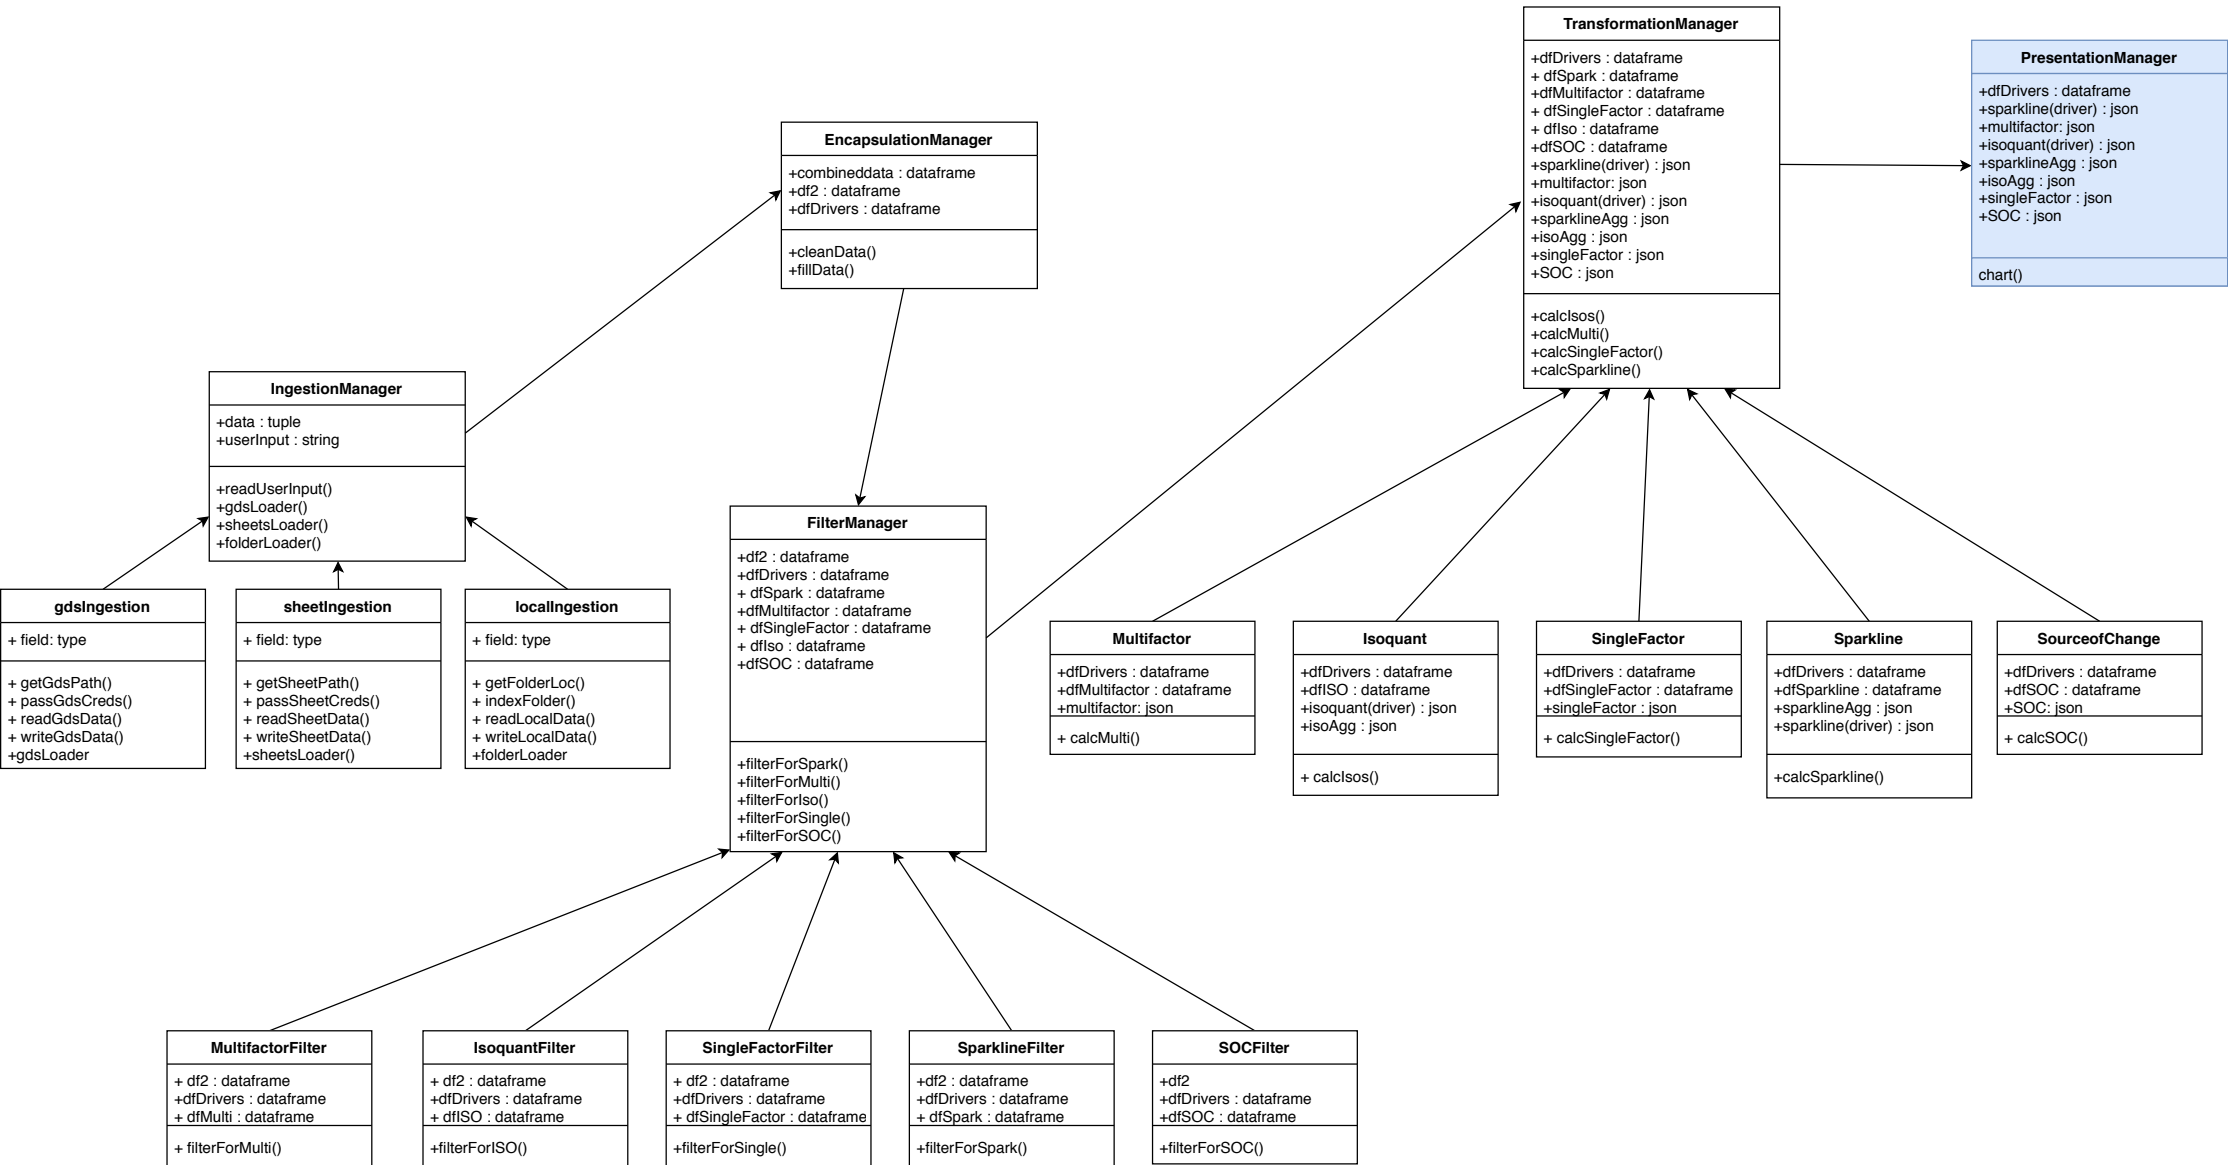 TransformationManager
+dfDrivers : dataframe
+ dfSpark : dataframe
+dfMultifactor : dataframe
+ dfSingleFactor : dataframe
+ dfIso : dataframe
+dfSOC : dataframe
+sparkline(driver) : json
+multifactor: json
+isoquant(driver) : json
+sparklineAgg : json
+isoAgg : json
+singleFactor : json
+SOC : json
+calcIsos()
+calcMulti()
+calcSingleFactor()
+calcSparkline()
PresentationManager
+dfDrivers : dataframe
+sparkline(driver) : json
+multifactor: json
+isoquant(driver) : json
+sparklineAgg : json
+isoAgg : json
+singleFactor : json
+SOC : json
chart()
EncapsulationManager
+combineddata : dataframe
+df2 : dataframe
+dfDrivers : dataframe
+cleanData()
+fillData()
IngestionManager
+data : tuple
+userInput : string
+readUserInput()
+gdsLoader()
+sheetsLoader()
+folderLoader()
FilterManager
+df2 : dataframe
+dfDrivers : dataframe
+ dfSpark : dataframe
+dfMultifactor : dataframe
+ dfSingleFactor : dataframe
+ dfIso : dataframe
+dfSOC : dataframe
+filterForSpark()
+filterForMulti()
+filterForIso()
+filterForSingle()
+filterForSOC()
gdsIngestion
+ field: type
+ getGdsPath()
+ passGdsCreds()
+ readGdsData()
+ writeGdsData()
+gdsLoader
sheetIngestion
+ field: type
+ getSheetPath()
+ passSheetCreds()
+ readSheetData()
+ writeSheetData()
+sheetsLoader()
localIngestion
+ field: type
+ getFolderLoc()
+ indexFolder()
+ readLocalData()
+ writeLocalData()
+folderLoader
Multifactor
+dfDrivers : dataframe
+dfMultifactor : dataframe
+multifactor: json
+ calcMulti()
Isoquant
+dfDrivers : dataframe
+dfISO : dataframe
+isoquant(driver) : json
+isoAgg : json
+ calcIsos()
SingleFactor
+dfDrivers : dataframe
+dfSingleFactor : dataframe
+singleFactor : json
+ calcSingleFactor()
Sparkline
+dfDrivers : dataframe
+dfSparkline : dataframe
+sparklineAgg : json
+sparkline(driver) : json
+calcSparkline()
SourceofChange
+dfDrivers : dataframe
+dfSOC : dataframe
+SOC: json
+ calcSOC()
MultifactorFilter
+ df2 : dataframe
+dfDrivers : dataframe
+ dfMulti : dataframe
+ filterForMulti()
IsoquantFilter
+ df2 : dataframe
+dfDrivers : dataframe
+ dfISO : dataframe
+filterForISO()
SingleFactorFilter
+ df2 : dataframe
+dfDrivers : dataframe
+ dfSingleFactor : dataframe
+filterForSingle()
SparklineFilter
+df2 : dataframe
+dfDrivers : dataframe
+ dfSpark : dataframe
+filterForSpark()
SOCFilter
+df2
+dfDrivers : dataframe
+dfSOC : dataframe
+filterForSOC()